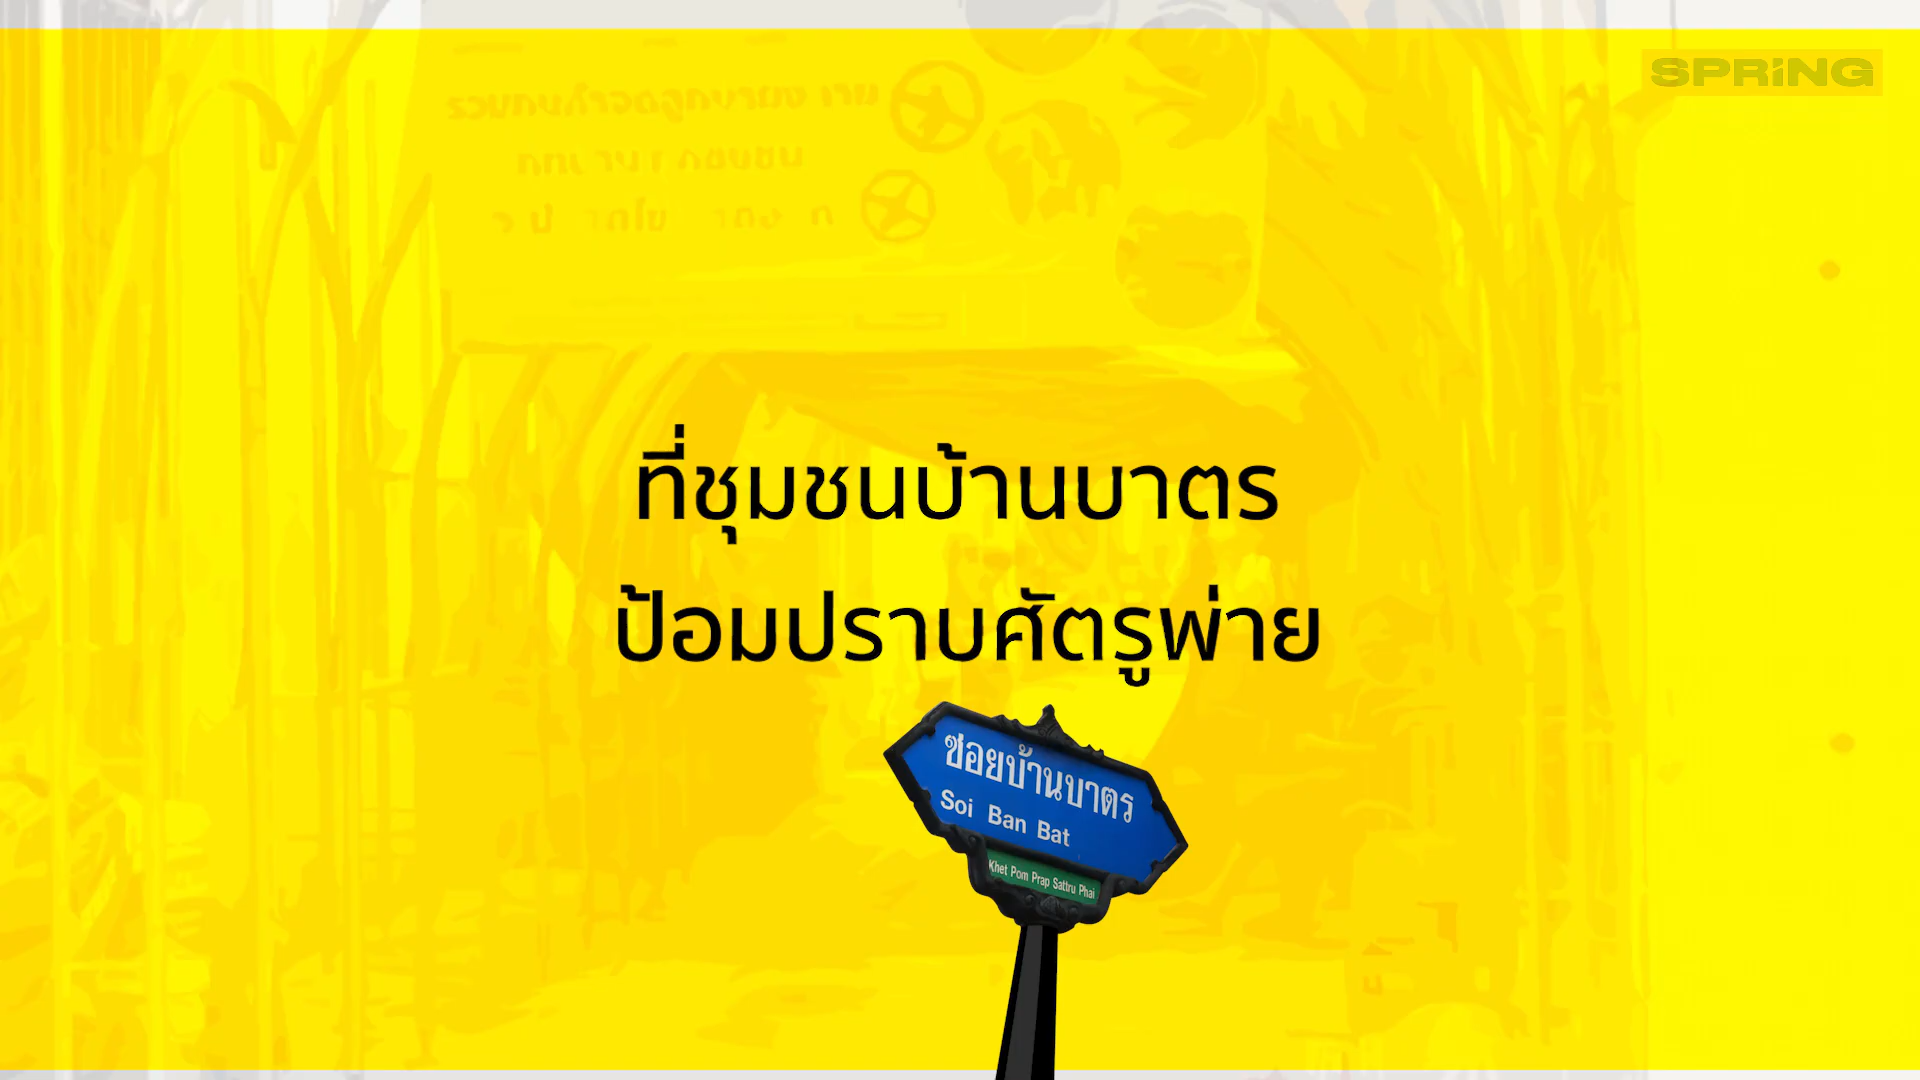 SPRiNG
ที่ชุมชนบ้านบาตร
ป้อมปราบศัตรูพ่าย
ซอยบ้านบาตร
Soi Ban Bat
Khet Pom Prap Sattru Phai